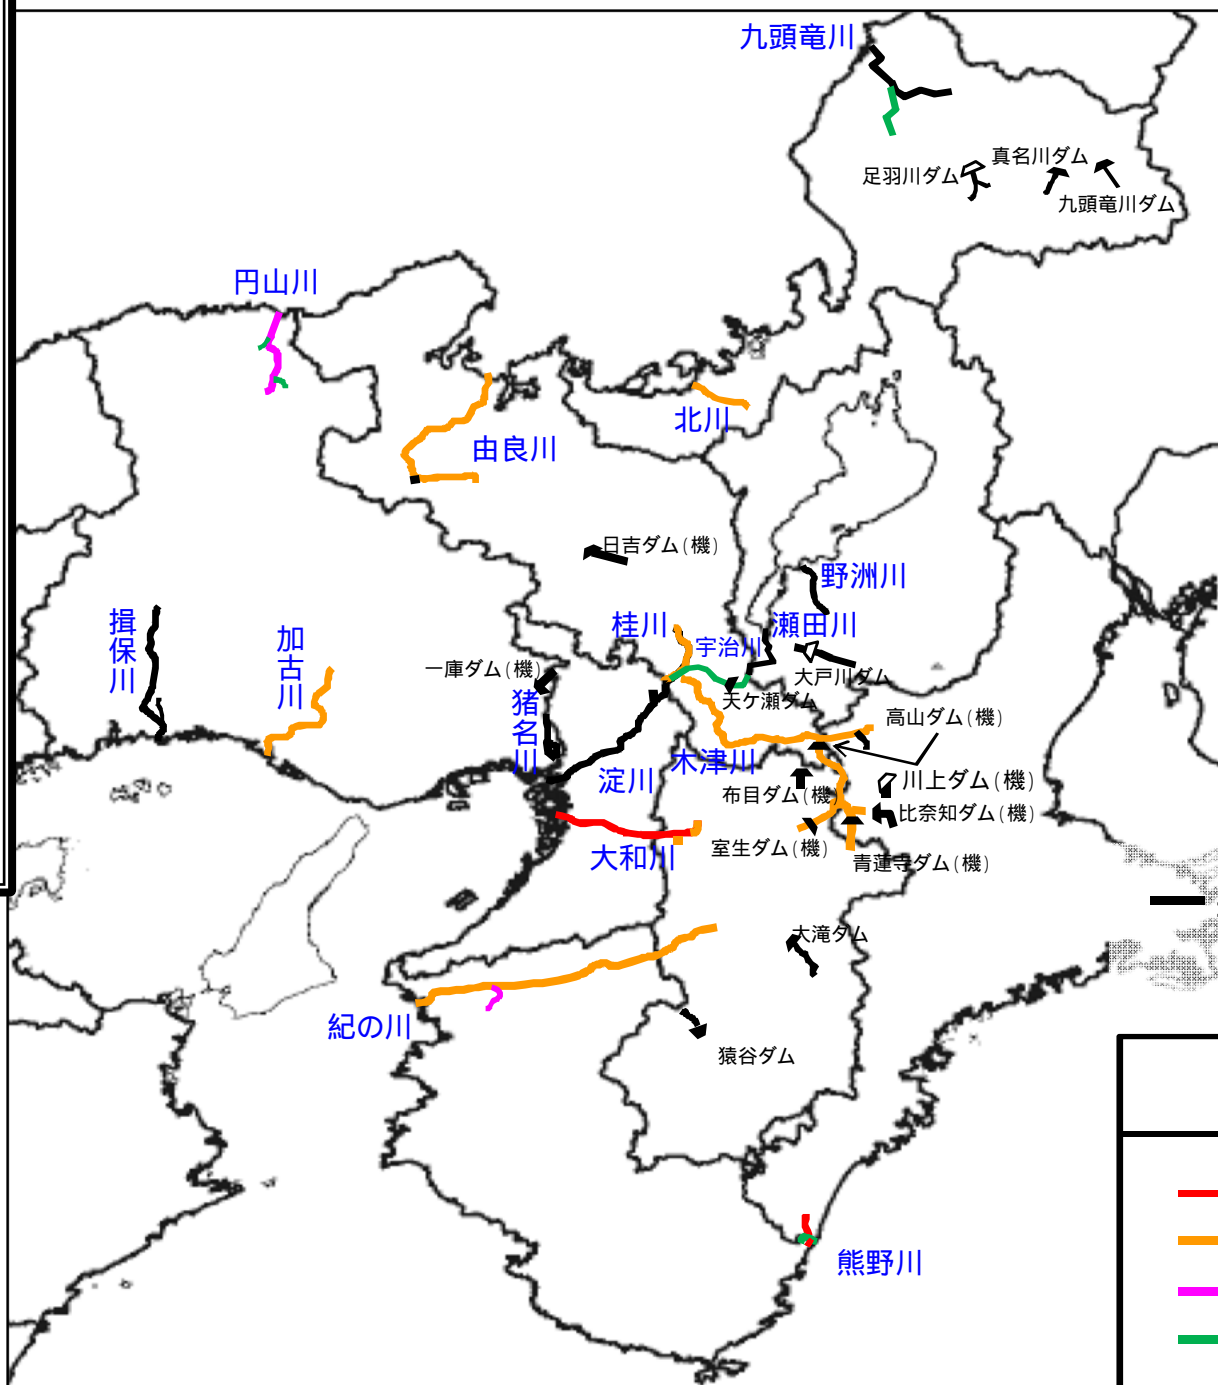 九頭竜川
真名川ダム
足羽川ダム
九頭竜川ダム
円山川
北川
由良川
日吉ダム(機)
野洲川
揖保川
加古川
桂川
宇治川
瀬田川
一庫ダム(機)
大戸川ダム
天ケ瀬ダム
猪名川
高山ダム(機)
淀川
木津川
川上ダム(機)
布目ダム(機)
比奈知ダム(機)
大和川
室生ダム(機)
青蓮寺ダム(機)
大滝ダム
紀の川
猿谷ダム
熊野川